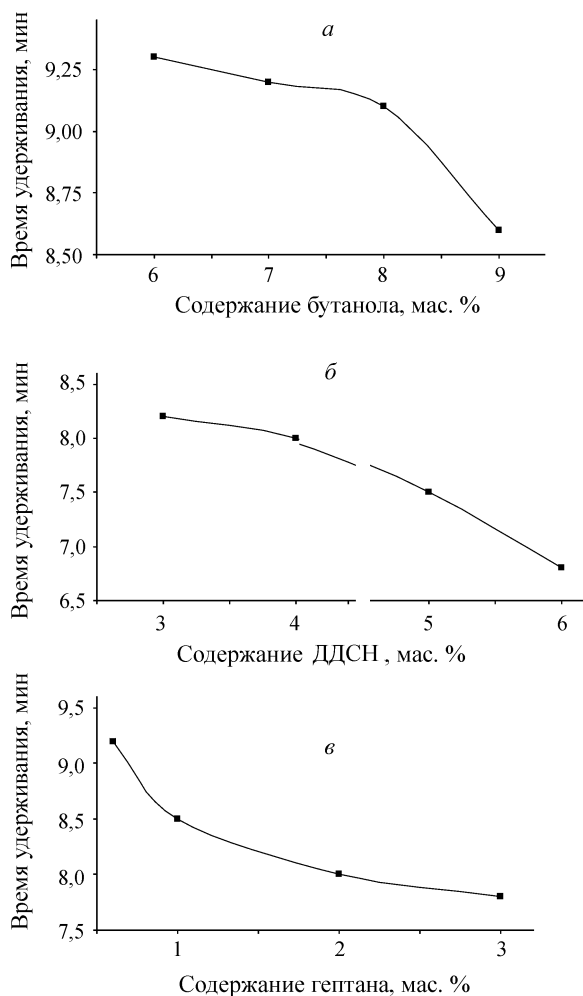 а
Время удерживания, мин
9,25
9,00
8,75
8,50
6 7 8 9
Содержание бутанола, мас. %
б
Время удерживания, мин
8,5
8,0
7,5
7,0
6,5
3 4 5 6
Содержание ДДСН , мас. %
в
Время удерживания, мин
9,5
9,0
8,5
8,0
7,5
1 2 3
Содержание гептана, мас. %